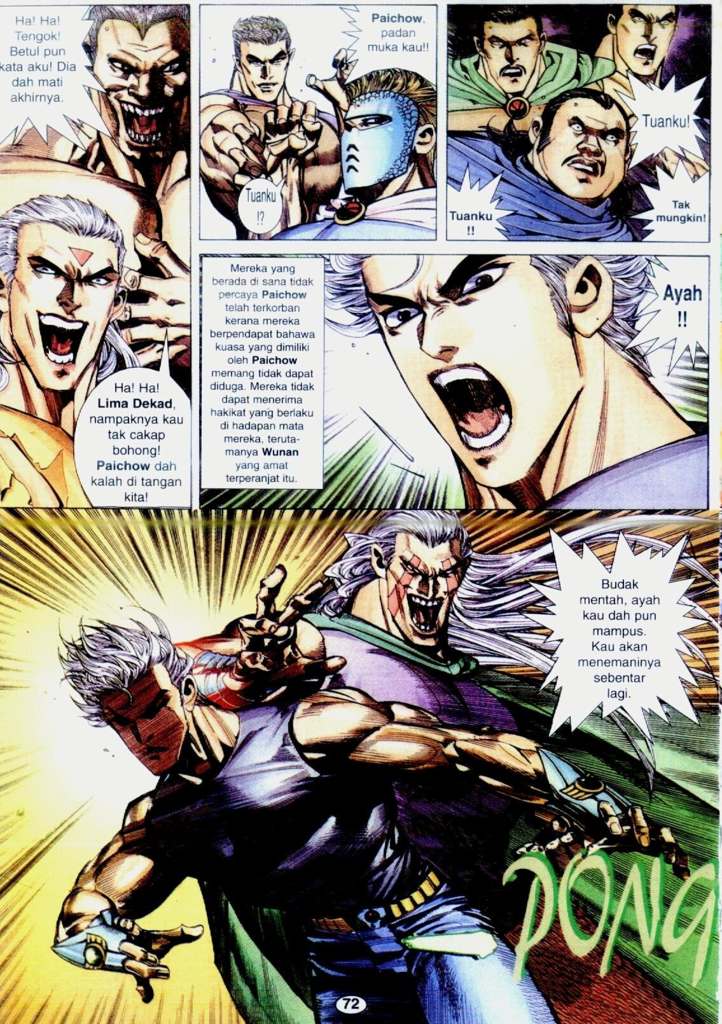 Ha! Ha!
Tengok!
Betul pun
kata aku! Dia
dah mati
akhirnya.
Ha! Ha!
Lima Dekad,
nampaknya kau
tak cakap
bohong!
Paichow dah
kalah di tangan
kita!
Paichow,
padan
muka kau!!
Tuanku
!?
Tuanku!
Tuanku
!!
Tak
mungkin!
Mereka yang
berada di sana tidak
percaya Paichow
telah terkorban
kerana mereka
berpendapat bahawa
kuasa yang dimiliki
oleh Paichow
memang tidak dapat
diduga. Mereka tidak
dapat menerima
hakikat yang berlaku
di hadapan mata
mereka, teruta-
manya Wunan
yang amat
terperanjat itu.
Ayah
!!
Budak
mentah, ayah
kau dah pun
mampus.
Kau akan
menemaninya
sebentar
lagi.
PONG
72